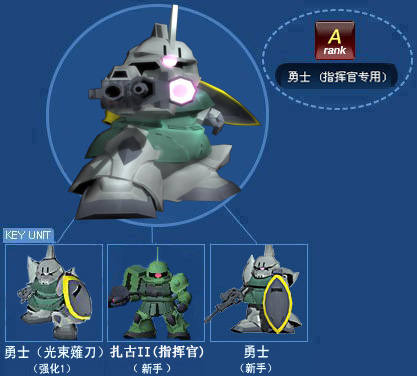 A
rank
勇士（指挥官专用）
KEY UNIT
勇士（光束薙刀）
（强化1）
扎古II(指挥官)
（ 新手 ）
勇士
（新手）